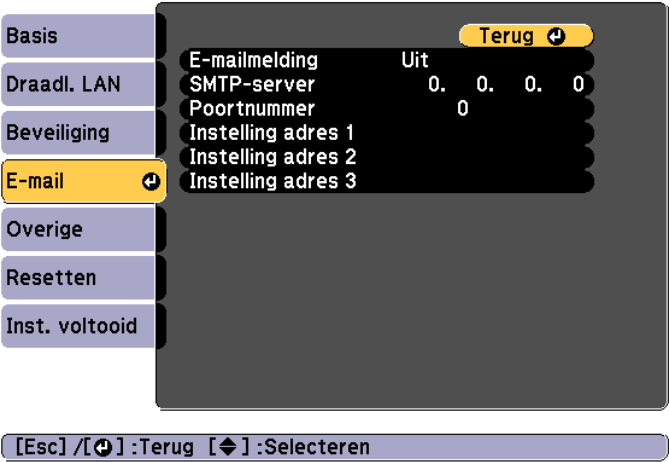 Basis
Draadl. LAN
Beveiliging
E-mail
Overige
Resetten
Inst. voltooid
Terug
E-mailmelding Uit
SMTP-server 0. 0. 0. 0
Poortnummer 0
Instelling adres 1
Instelling adres 2
Instelling adres 3
[Esc] /[⏎] :Terug [◆] :Selecteren